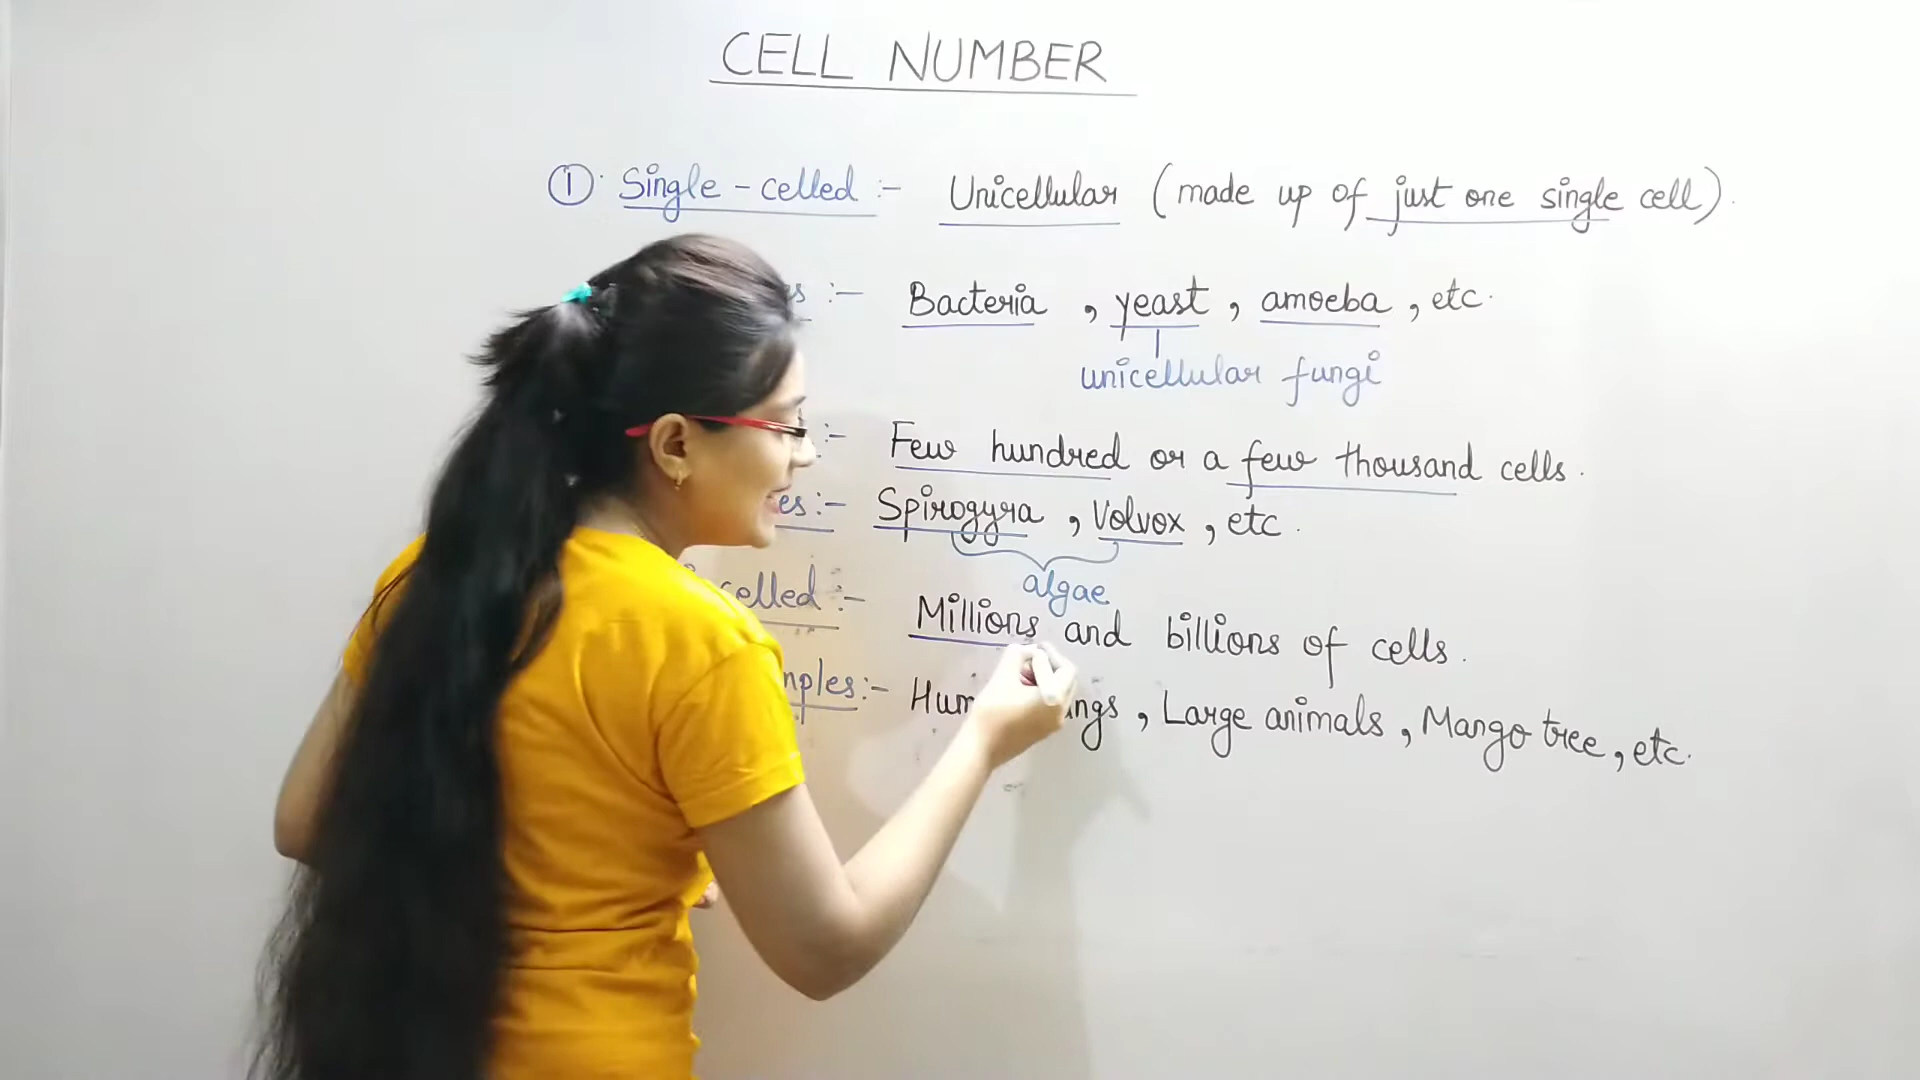 CELL NUMBER
① Single-celled :- Unicellular (made up of just one single cell).
:- Bacteria, yeast, amoeba, etc.
unicellular fungi
:- Few hundred or a few thousand cells.
:- Spirogyra, Volvox, etc.
algae
celled :- Millions and billions of cells.
:- Large animals, Mango tree, etc.